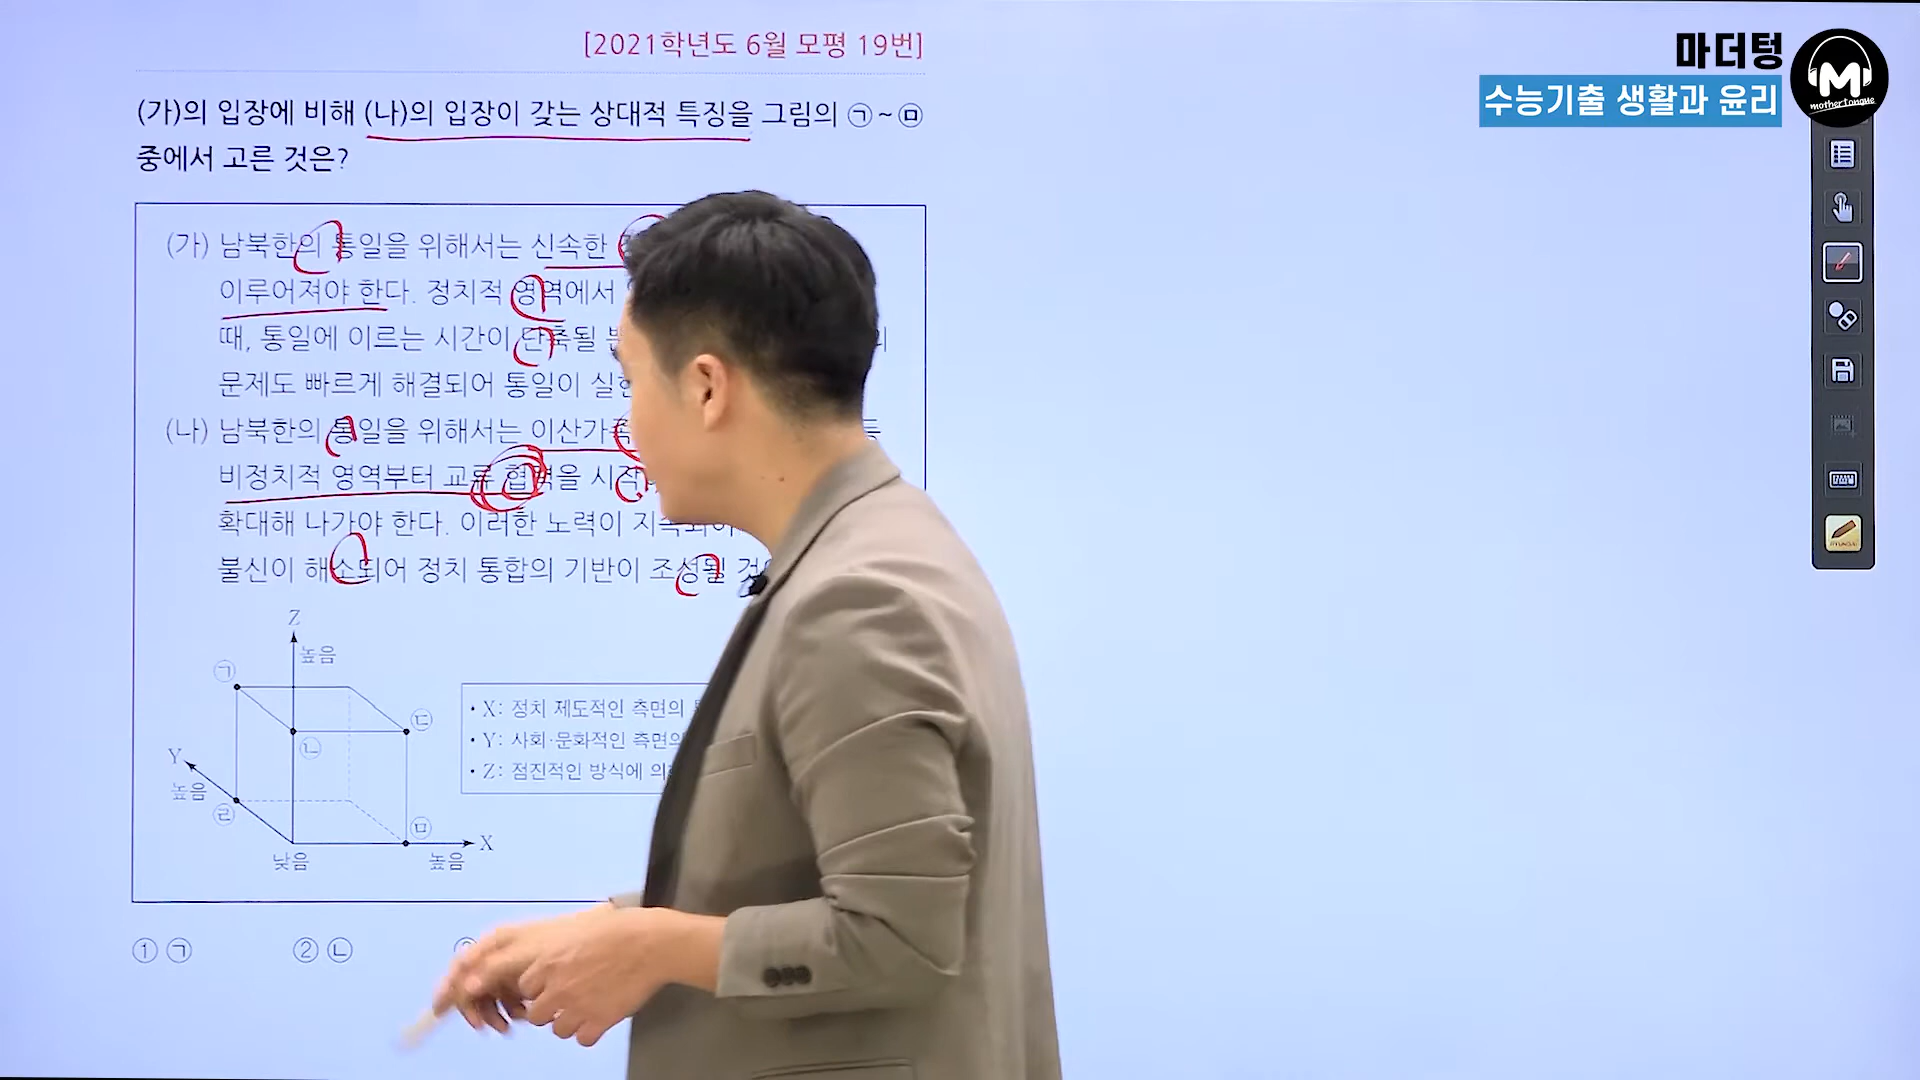 [2021학년도 6월 모평 19번]
마더텅
수능기출 생활과 윤리
mothertongue
(가)의 입장에 비해 (나)의 입장이 갖는 상대적 특징을 그림의 ㉠~㉤
중에서 고른 것은?
(가) 남북한의 통일을 위해서는 신속한
이루어져야 한다. 정치적 영역에서
때, 통일에 이르는 시간이 단축될
문제도 빠르게 해결되어 통일이
(나) 남북한의 통일을 위해서는 이산가족 등
비정치적 영역부터 교류 협력을 시작
확대해 나가야 한다. 이러한 노력이
불신이 해소되어 정치 통합의 기반이 조성될
Z
높음
㉠
㉢
㉡
Y
높음
㉣
㉤
X
낮음
높음
• X: 정치 제도적인 측면의
• Y: 사회·문화적인 측면의
• Z: 점진적인 방식에
① ㉠
② ㉡